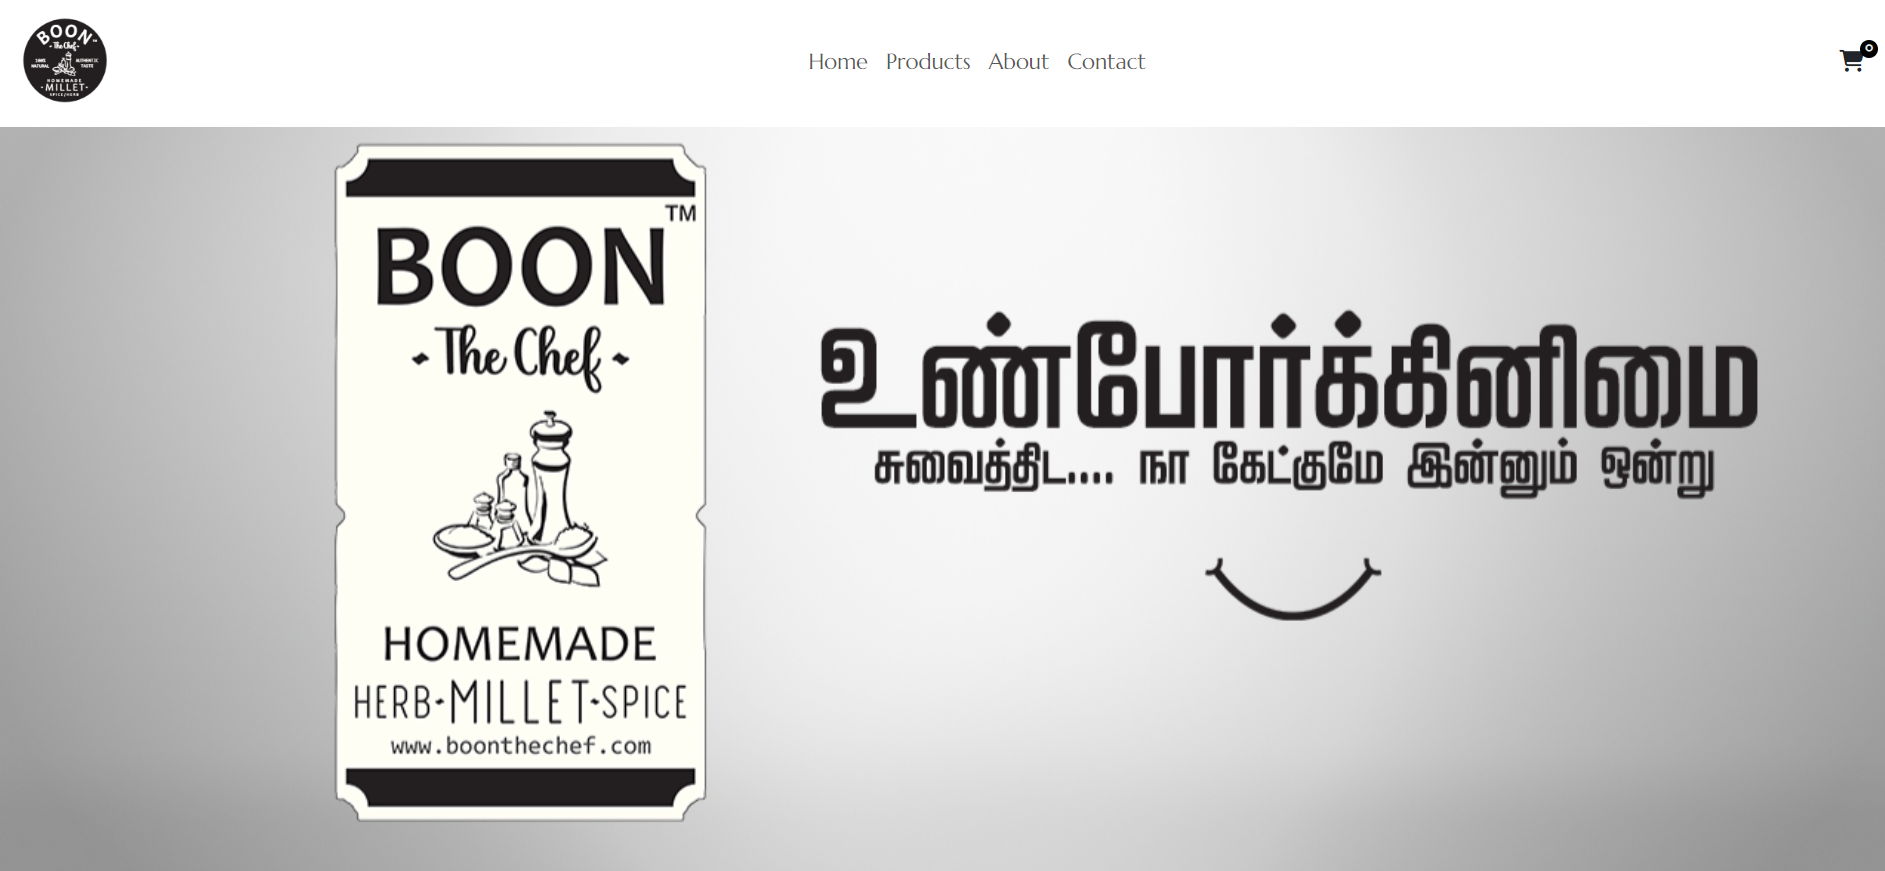 BOON
The Chef
100% NATURAL
AUTHENTIC TASTE
HOMEMADE
MILLET
SPICE/HERB
Home Products About Contact
0
BOON TM
The Chef
HOMEMADE
HERB MILLET SPICE
www.boonthechef.com
உண்போர்க்கினிமை
சுவைத்திட.... நா கேட்குமே இன்னும் ஒன்று